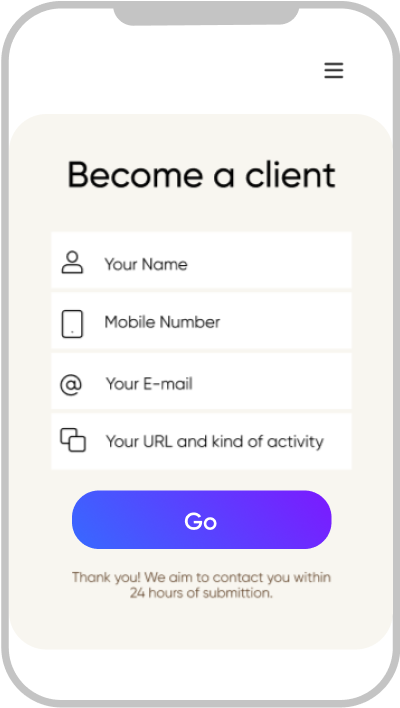 Become a client
Your Name
Mobile Number
@ Your E-mail
Your URL and kind of activity
Go
Thank you! We aim to contact you within
24 hours of submittion.